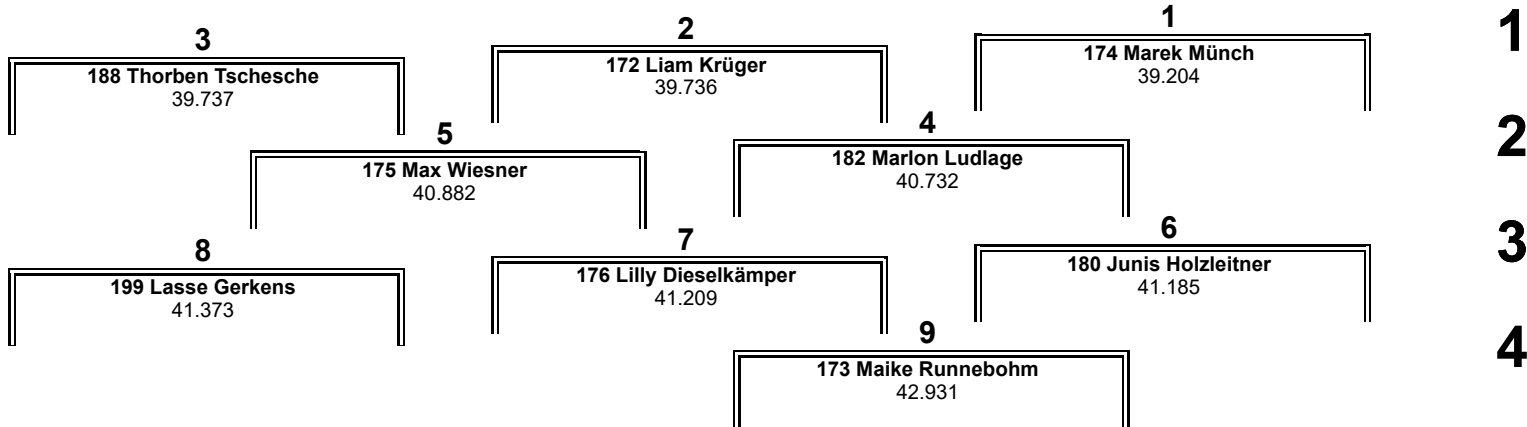 3
188 Thorben Tschesche
39.737
2
172 Liam Krüger
39.736
1
174 Marek Münch
39.204
1
5
175 Max Wiesner
40.882
4
182 Marlon Ludlage
40.732
2
8
199 Lasse Gerkens
41.373
7
176 Lilly Dieselkämper
41.209
6
180 Junis Holzleitner
41.185
3
9
173 Maike Runnebohm
42.931
4